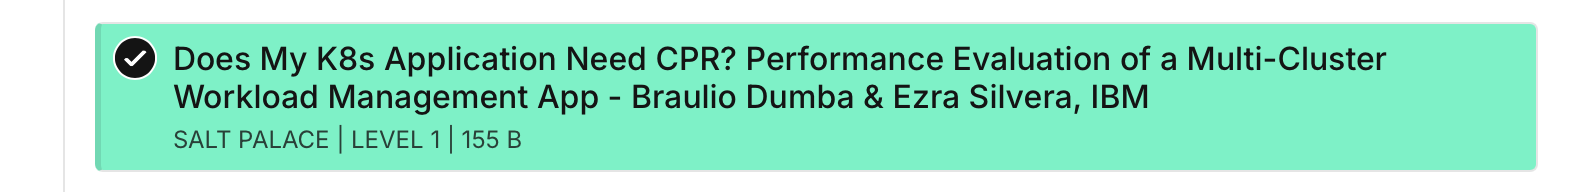 Does My K8s Application Need CPR? Performance Evaluation of a Multi-Cluster
Workload Management App - Braulio Dumba & Ezra Silvera, IBM
SALT PALACE | LEVEL 1 | 155 B